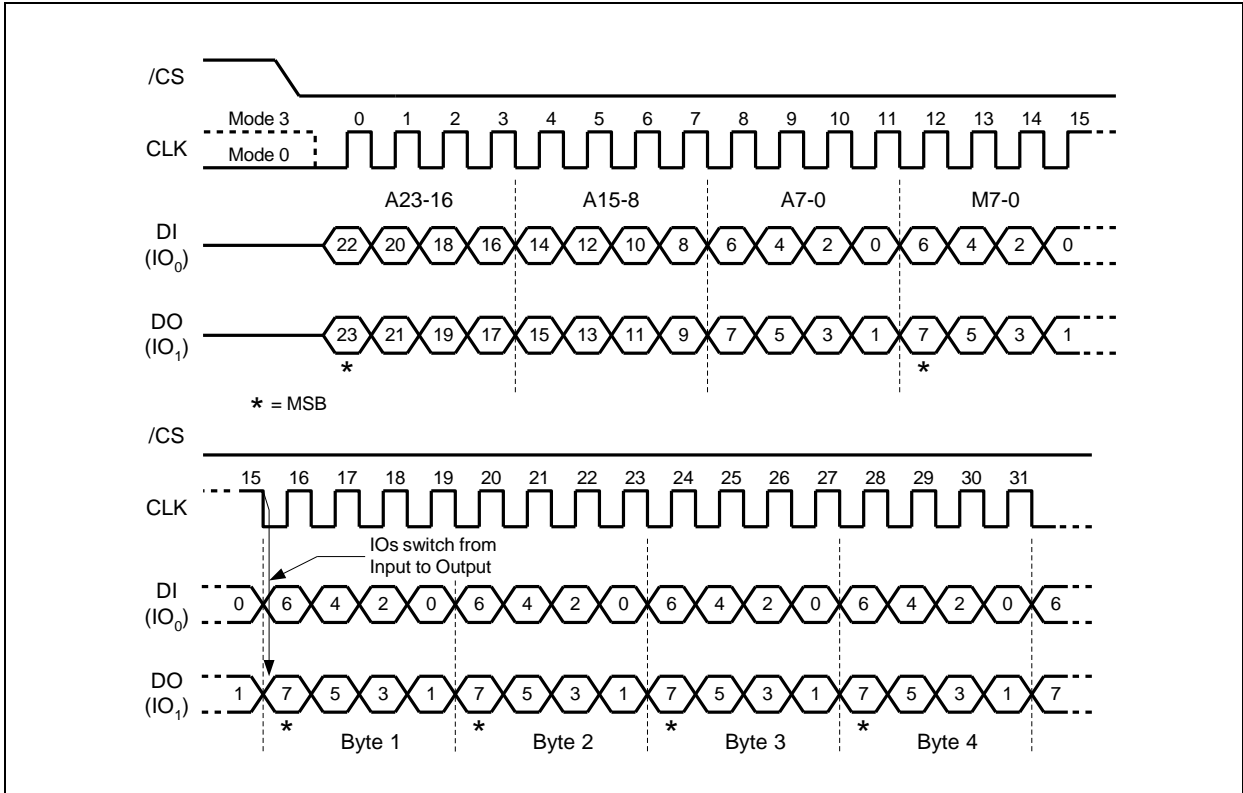 /CS
Mode 3 0 1 2 3 4 5 6 7 8 9 10 11 12 13 14 15
CLK
Mode 0
A23-16 A15-8 A7-0 M7-0
DI
(IO0) 22 20 18 16 14 12 10 8 6 4 2 0 6 4 2 0
DO
(IO1) 23 21 19 17 15 13 11 9 7 5 3 1 7 5 3 1
* *
* = MSB
/CS
15 16 17 18 19 20 21 22 23 24 25 26 27 28 29 30 31
CLK
IOs switch from
Input to Output
DI
(IO0) 0 6 4 2 0 6 4 2 0 6 4 2 0 6 4 2 0 6
DO
(IO1) 1 7 5 3 1 7 5 3 1 7 5 3 1 7 5 3 1 7
* * * *
Byte 1 Byte 2 Byte 3 Byte 4